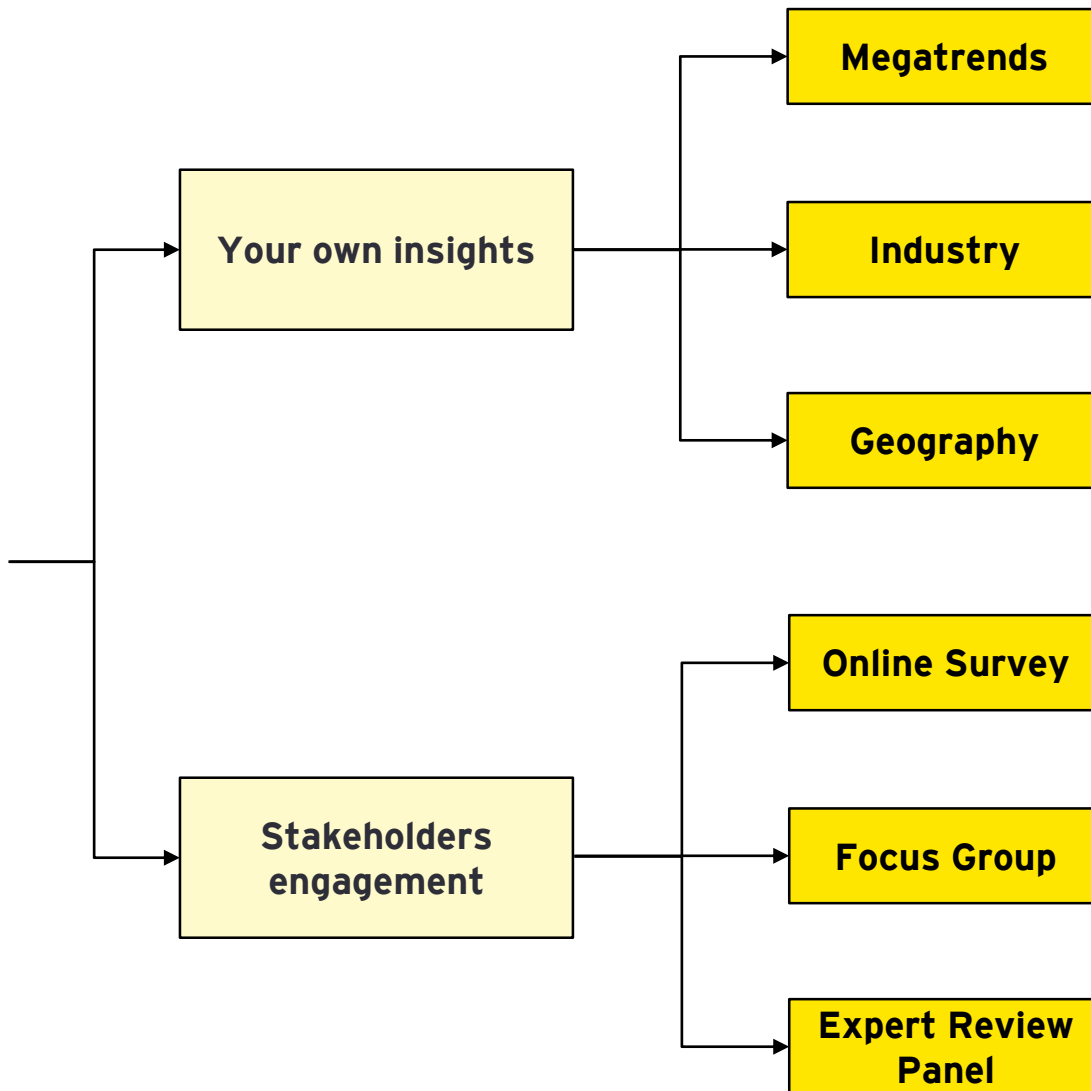 Megatrends
Your own insights
Industry
Geography
Online Survey
Stakeholders
engagement
Focus Group
Expert Review
Panel